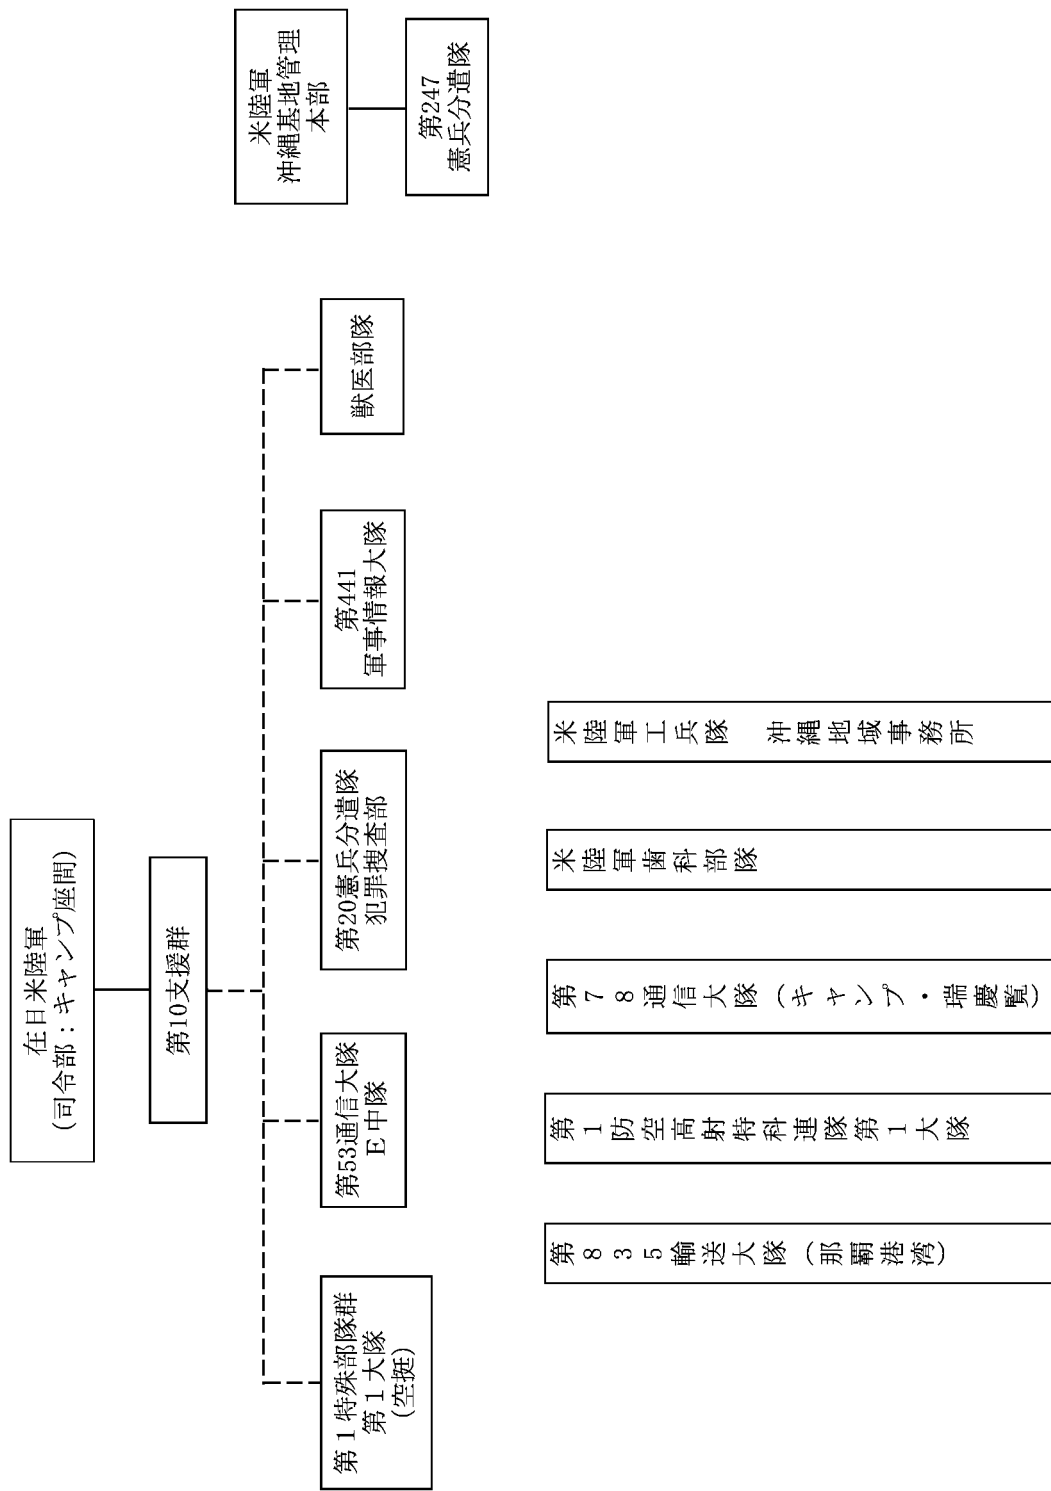 在日米陸軍
(司令部：キャンプ座間)
第10支援群
第１特殊部隊群
第１大隊
(空挺)
第53通信大隊
Ｅ中隊
第20憲兵分遣隊
犯罪捜査部
第441
軍事情報大隊
獣医部隊
米陸軍
沖縄基地管理
本部
第247
憲兵分遣隊
第８３５輸送大隊（那覇港湾）
第１防空高射特科連隊第１大隊
第７８通信大隊（キャンプ・瑞慶覧）
米陸軍歯科部隊
米陸軍工兵隊　沖縄地域事務所